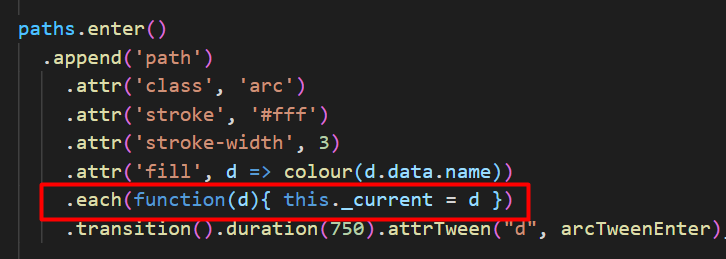 paths.enter()
.append('path')
.attr('class', 'arc')
.attr('stroke', '#fff')
.attr('stroke-width', 3)
.attr('fill', d => colour(d.data.name))
.each(function(d){ this._current = d })
.transition().duration(750).attrTween("d", arcTweenEnter)